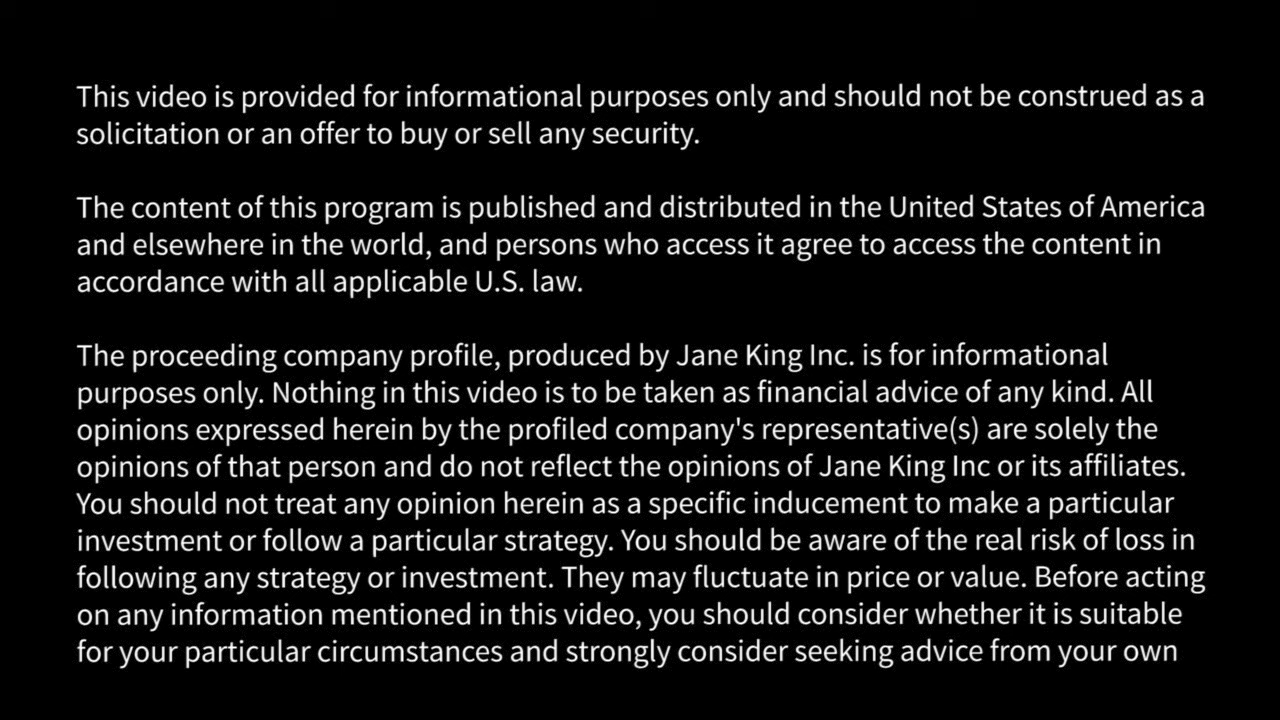 This video is provided for informational purposes only and should not be construed as a
solicitation or an offer to buy or sell any security.
The content of this program is published and distributed in the United States of America
and elsewhere in the world, and persons who access it agree to access the content in
accordance with all applicable U.S. law.
The proceeding company profile, produced by Jane King Inc. is for informational
purposes only. Nothing in this video is to be taken as financial advice of any kind. All
opinions expressed herein by the profiled company's representative(s) are solely the
opinions of that person and do not reflect the opinions of Jane King Inc or its affiliates.
You should not treat any opinion herein as a specific inducement to make a particular
investment or follow a particular strategy. You should be aware of the real risk of loss in
following any strategy or investment. They may fluctuate in price or value. Before acting
on any information mentioned in this video, you should consider whether it is suitable
for your particular circumstances and strongly consider seeking advice from your own